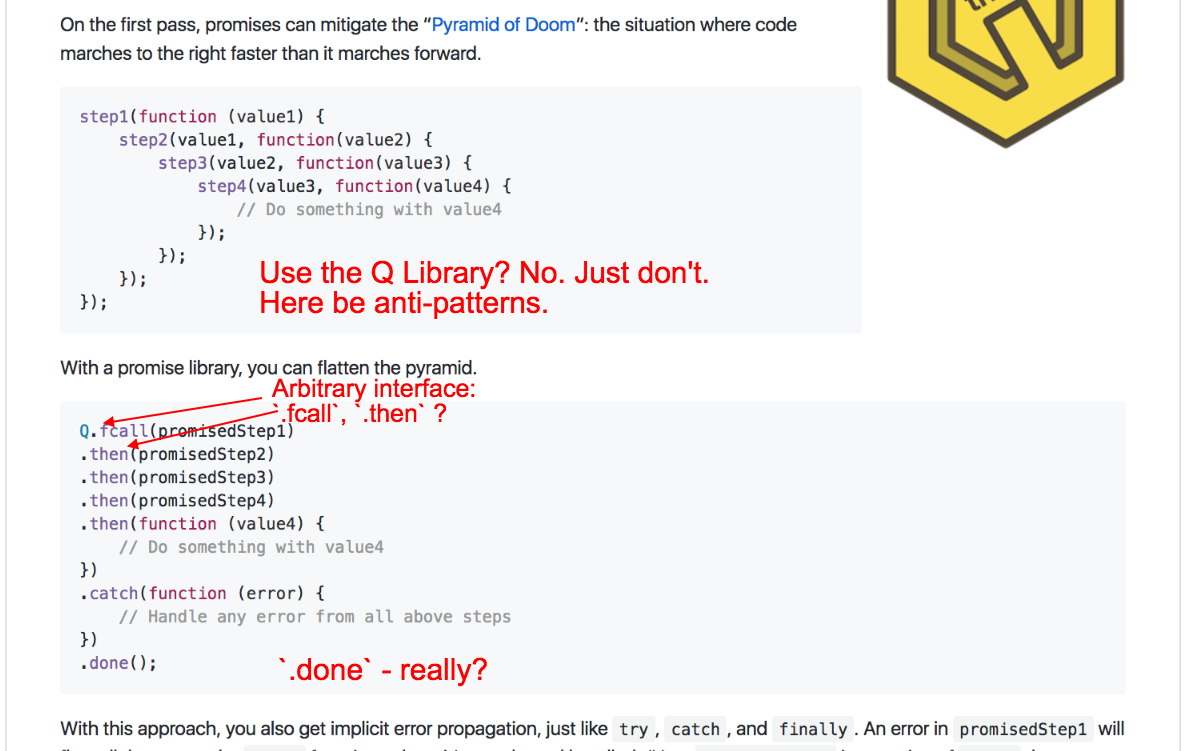 On the first pass, promises can mitigate the “Pyramid of Doom”: the situation where code
marches to the right faster than it marches forward.
step1(function (value1) {
    step2(value1, function(value2) {
        step3(value2, function(value3) {
            step4(value3, function(value4) {
                // Do something with value4
            });
        });
    });
});
Use the Q Library? No. Just don't.
Here be anti-patterns.
With a promise library, you can flatten the pyramid.
Arbitrary interface:
`.fcall`, `.then` ?
Q.fcall(promisedStep1)
.then(promisedStep2)
.then(promisedStep3)
.then(promisedStep4)
.then(function (value4) {
    // Do something with value4
})
.catch(function (error) {
    // Handle any error from all above steps
})
.done();
`.done` - really?
With this approach, you also get implicit error propagation, just like try, catch, and finally. An error in promisedStep1 will